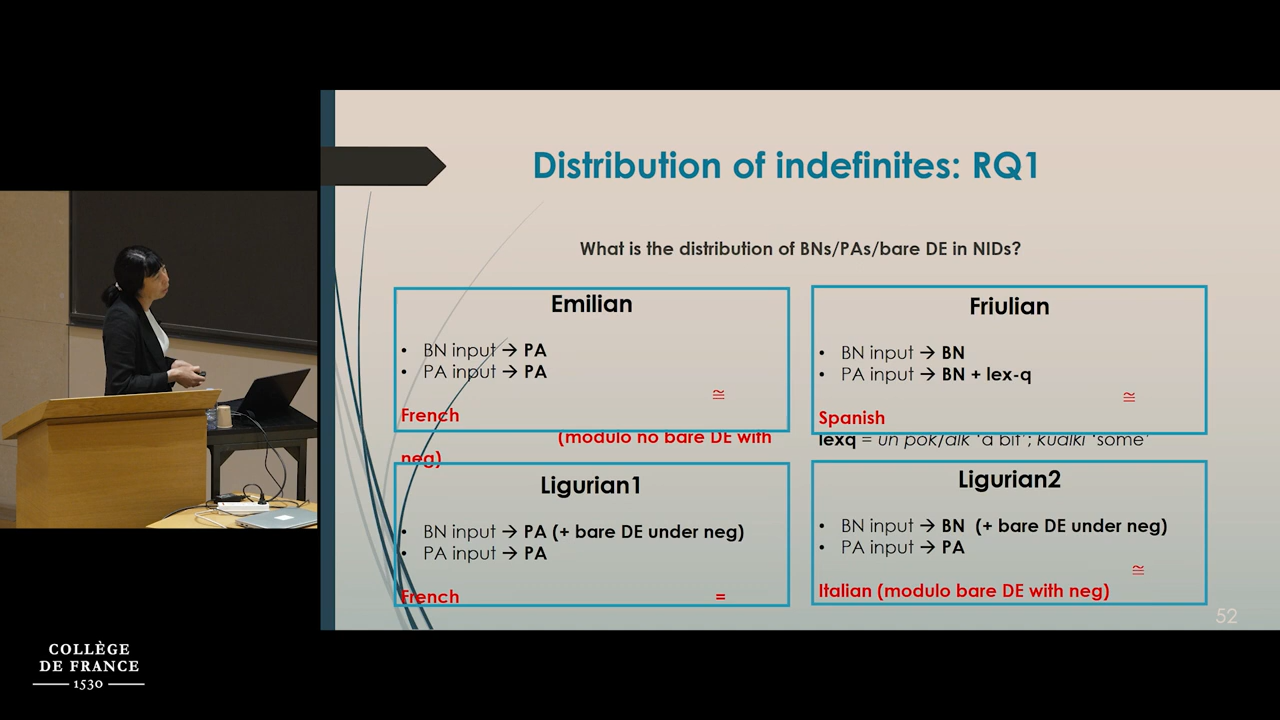 Distribution of indefinites: RQ1
What is the distribution of BNs/PAs/bare DE in NIDs?
Emilian
• BN input → PA
• PA input → PA
≅
French
(modulo no bare DE with
neg)
Friulian
• BN input → BN
• PA input → BN + lex-q
≅
Spanish
lexq = un pok/alk ‘a bit’; kualki ‘some’
Ligurian1
• BN input → PA (+ bare DE under neg)
• PA input → PA
French =
Ligurian2
• BN input → BN (+ bare DE under neg)
• PA input → PA
≅
Italian (modulo bare DE with neg)
52
COLLÈGE
DE FRANCE
1530